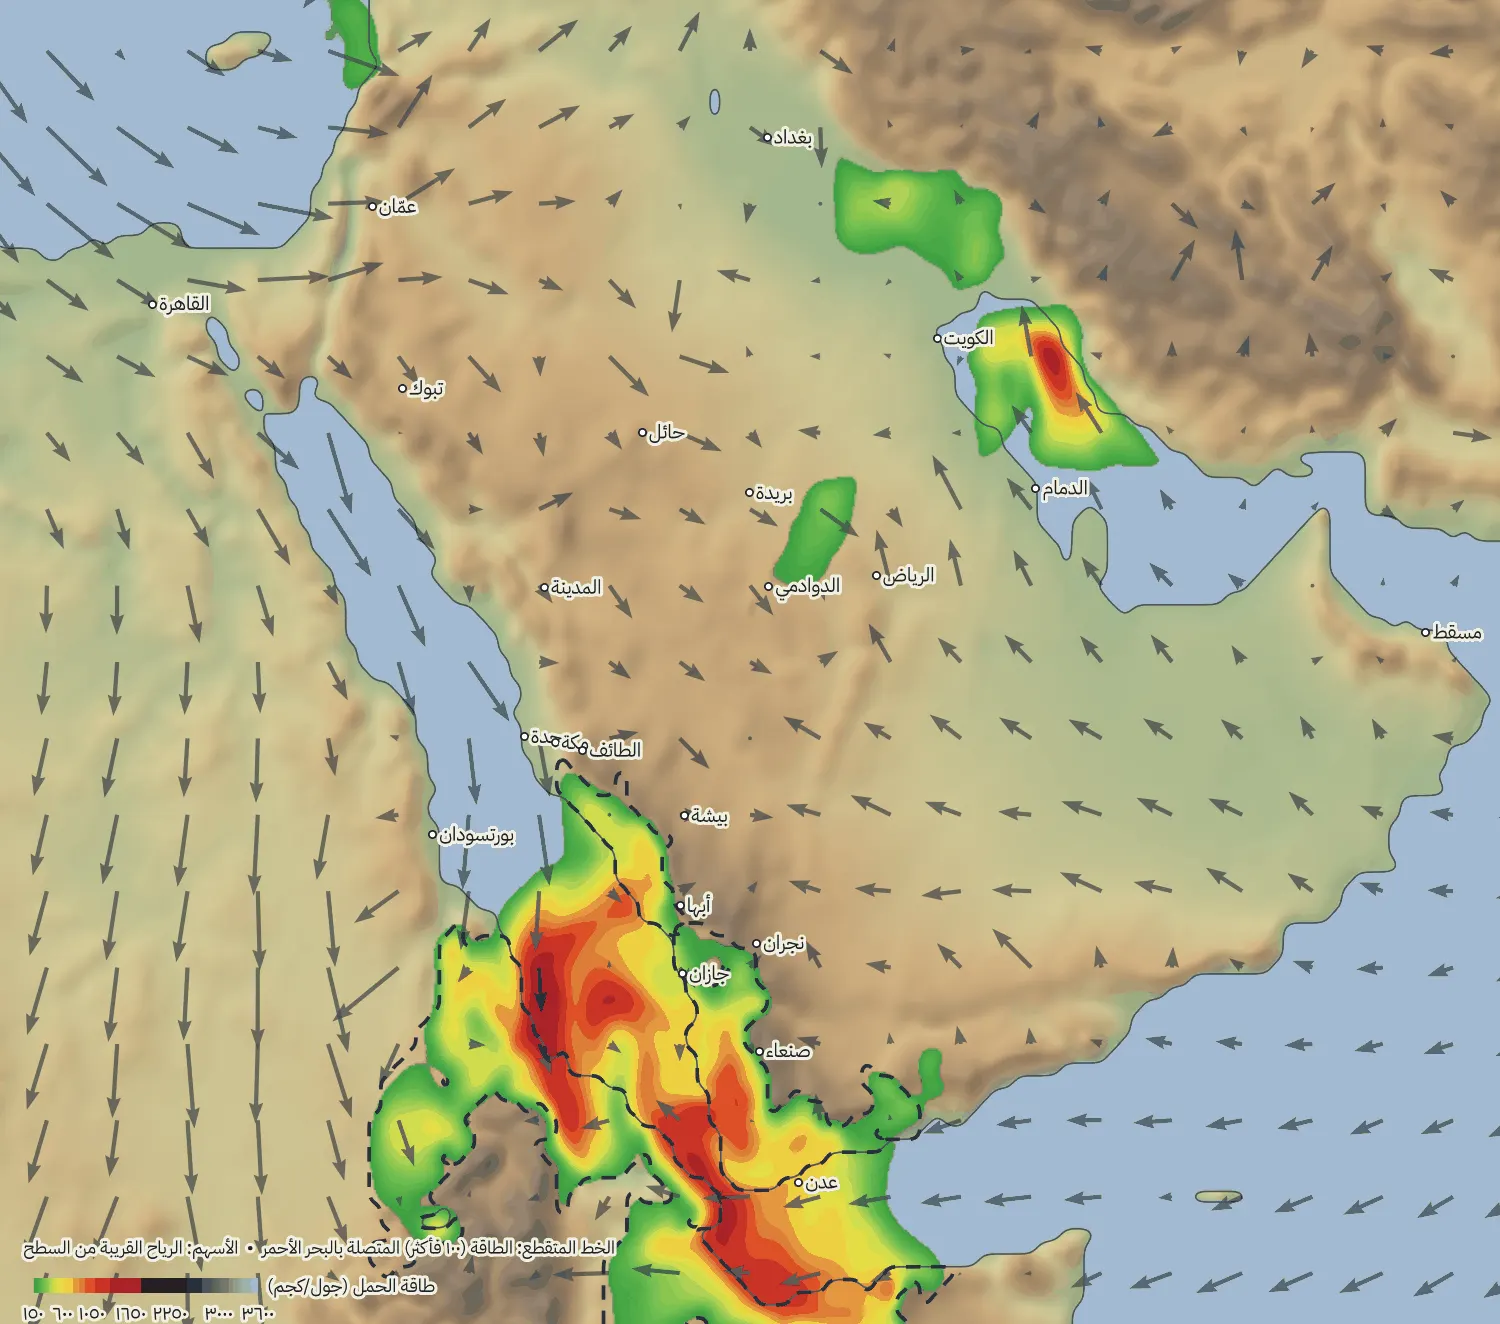 بغداد
عمّان
القاهرة
الكويت
تبوك
حائل
الدمام
بريدة
الرياض
الدوادمي
المدينة
مسقط
جدة
مكة
الطائف
بيشة
بورتسودان
أبها
نجران
جازان
صنعاء
عدن
الخط المتقطع: الطاقة (١٠٠ فأكثر) المتصلة بالبحر الأحمر • الأسهم: الرياح القريبة من السطح
طاقة الحمل (جول/كجم)
١٥٠ ٦٠٠ ١٠٥٠ ١٦٥٠ ٢٢٥٠ ٣٠٠٠ ٣٦٠٠